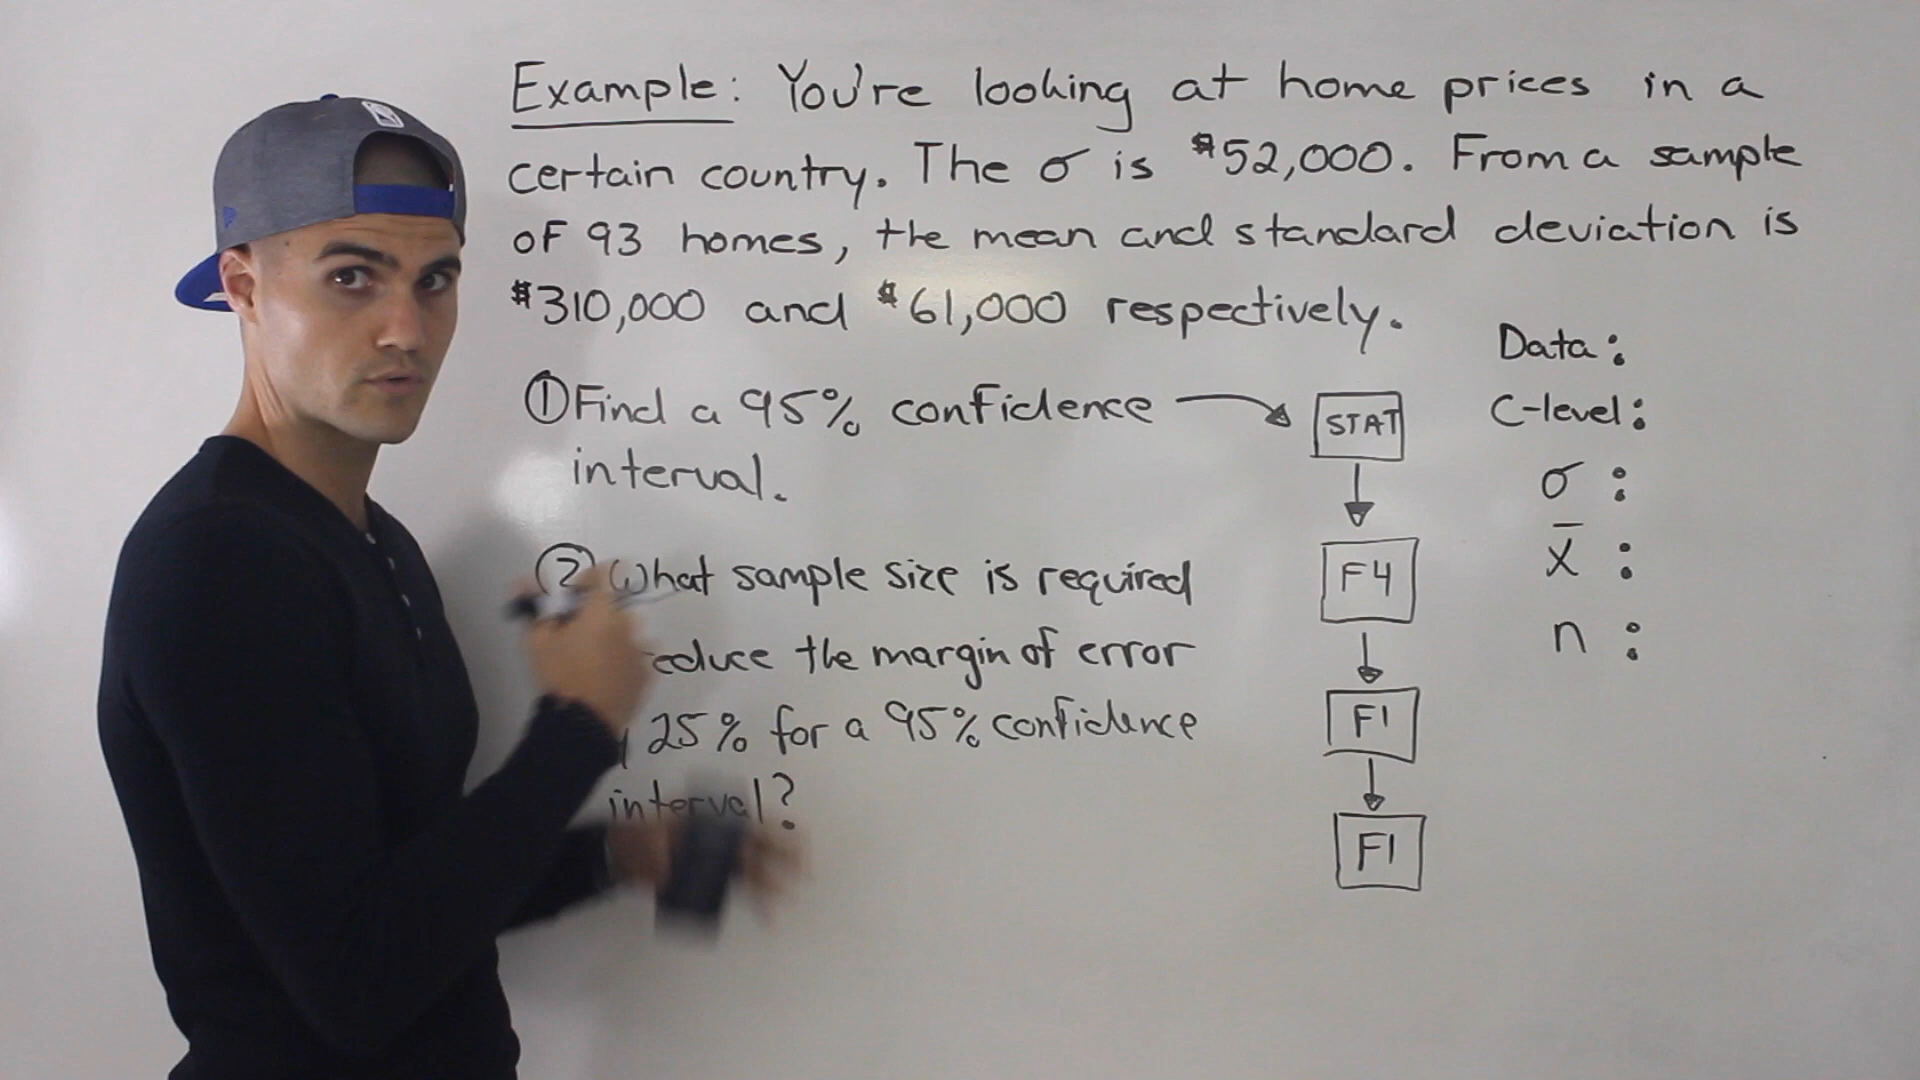 Example: You're looking at home prices in a
certain country. The σ is $52,000. From a sample
of 93 homes, the mean and standard deviation is
$310,000 and $61,000 respectively.
① Find a 95% confidence
interval.
② What sample size is required
reduce the margin of error
25% for a 95% confidence
interval?
STAT
F4
F1
F1
Data:
C-level:
σ :
x̄ :
n :